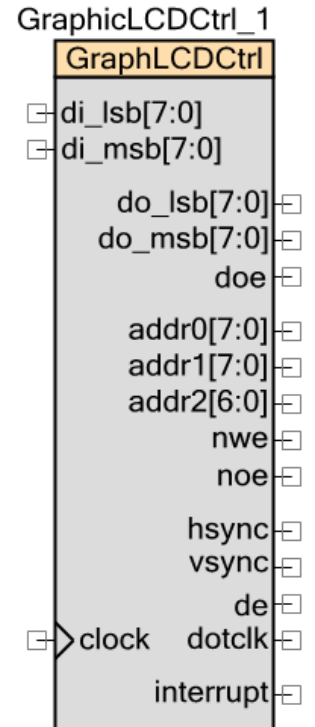 GraphicLCDCtrl_1
GraphLCDCtrl
di_lsb[7:0]
di_msb[7:0]
do_lsb[7:0]
do_msb[7:0]
doe
addr0[7:0]
addr1[7:0]
addr2[6:0]
nwe
noe
hsync
vsync
de
clock dotclk
interrupt